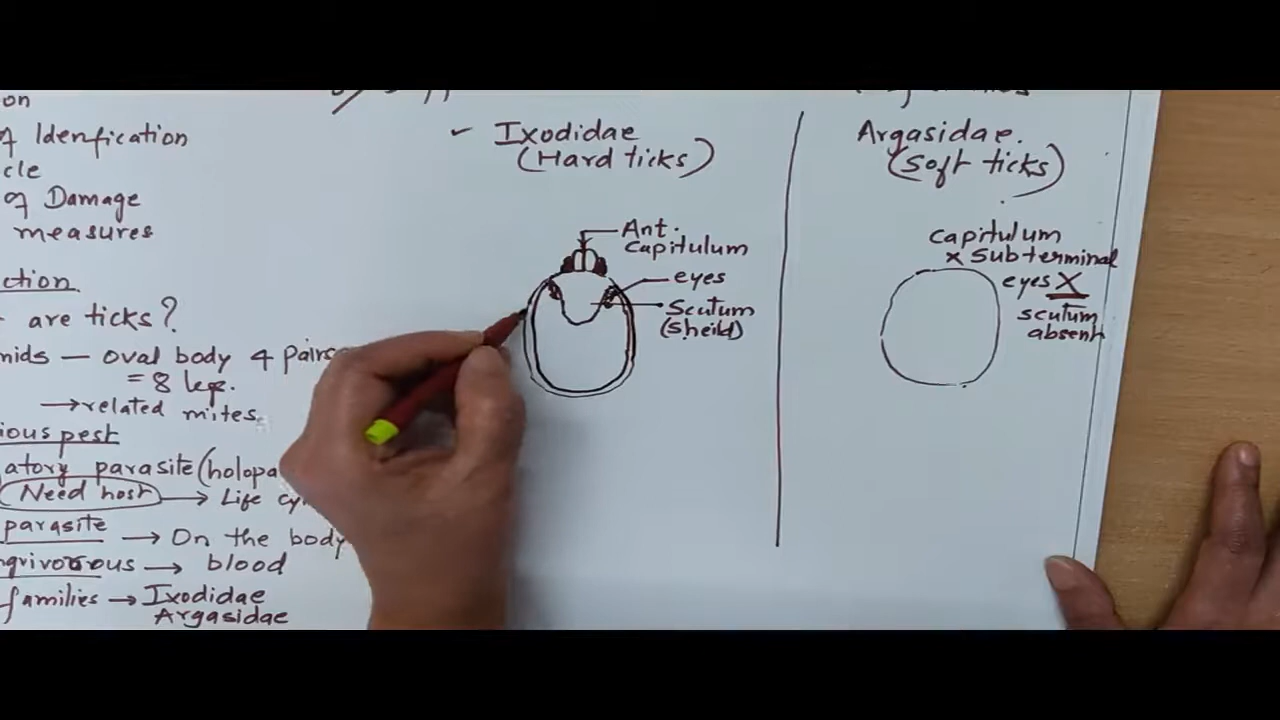 on
of Idenfication
cle
of Damage
measures
ction
are ticks?
nids — oval body 4 pairs
= 8 legs.
→related mites
ious pest
atory parasite (holopa
Need host → Life cy
parasite → On the body
ngrivorous → blood
families → Ixodidae
Argasidae
Ixodidae
(Hard ticks)
Ant.
Capitulum
eyes
Scutum
(Sheild)
Argasidae.
(Soft ticks)
capitulum
x Subterminal
eyes X
scutum
absent